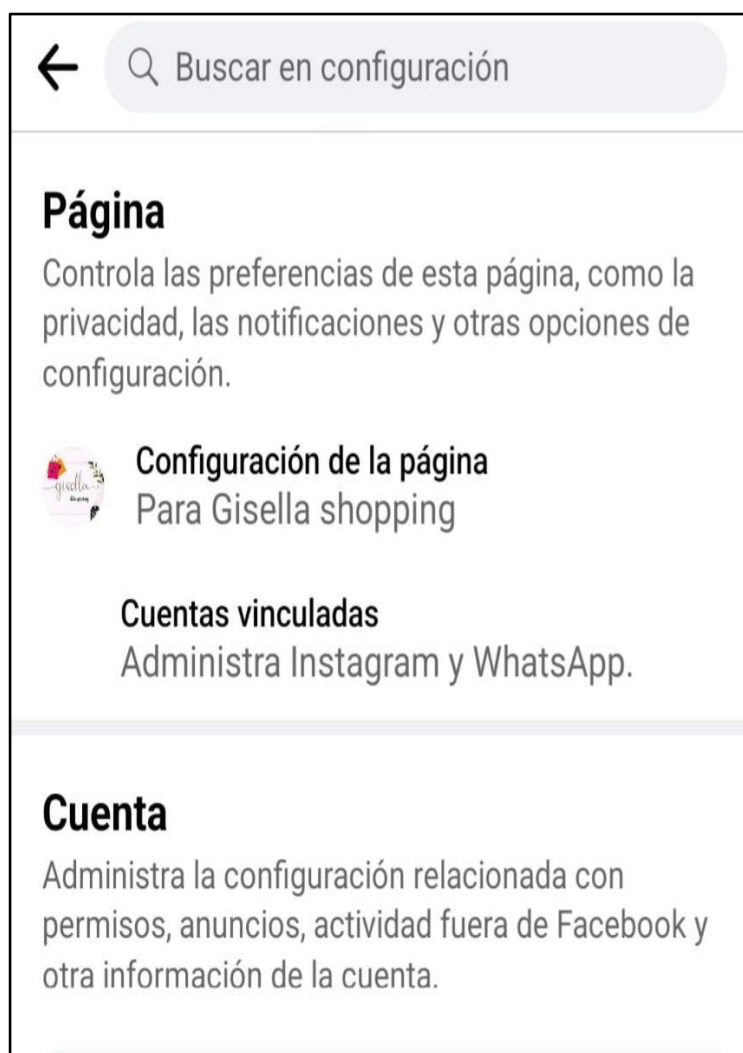 Buscar en configuración
Página
Controla las preferencias de esta página, como la
privacidad, las notificaciones y otras opciones de
configuración.
Configuración de la página
gisella
Para Gisella shopping
Cuentas vinculadas
Administra Instagram y WhatsApp.
Cuenta
Administra la configuración relacionada con
permisos, anuncios, actividad fuera de Facebook y
otra información de la cuenta.